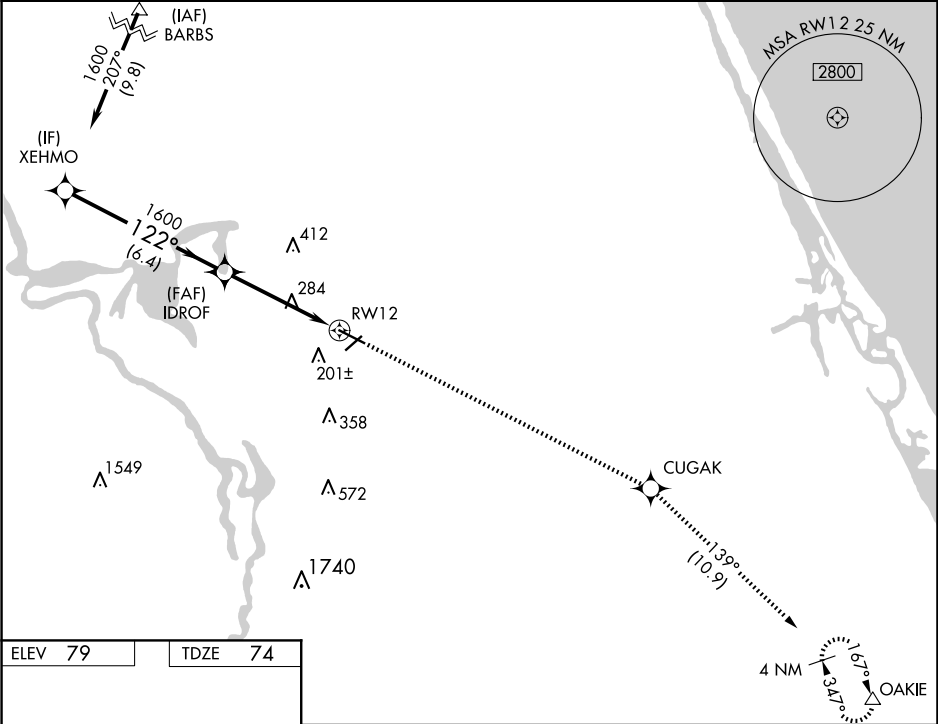 (IAF)
BARBS
1600
207°
(9.8)
MSA RW12 25 NM
2800
(IF)
XEHMO
1600
122°
(6.4)
(FAF)
IDROF
412
284
RW12
201±
358
1549
572
1740
CUGAK
139°
(10.9)
4 NM
167°
347°
OAKIE
ELEV 79
TDZE 74